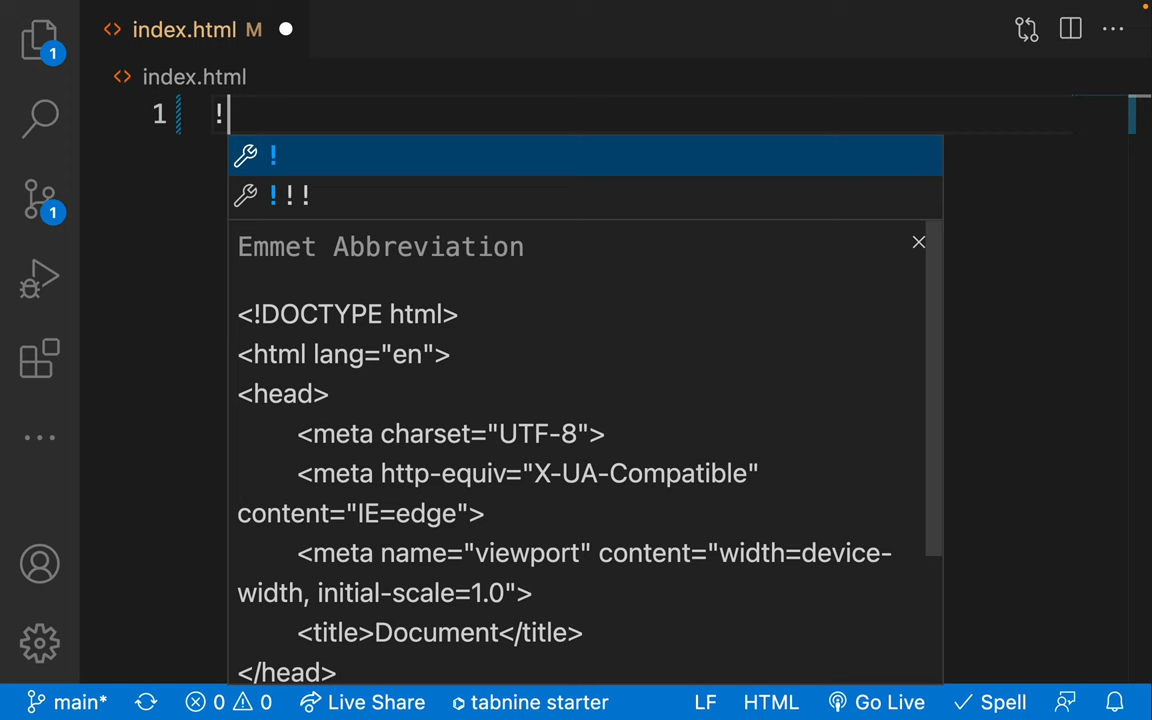 index.html M
index.html
1 !
!
!!!
Emmet Abbreviation
<!DOCTYPE html>
<html lang="en">
<head>
<meta charset="UTF-8">
<meta http-equiv="X-UA-Compatible"
content="IE=edge">
<meta name="viewport" content="width=device-
width, initial-scale=1.0">
<title>Document</title>
</head>
1
1
main* 0 0 Live Share tabnine starter LF HTML Go Live Spell